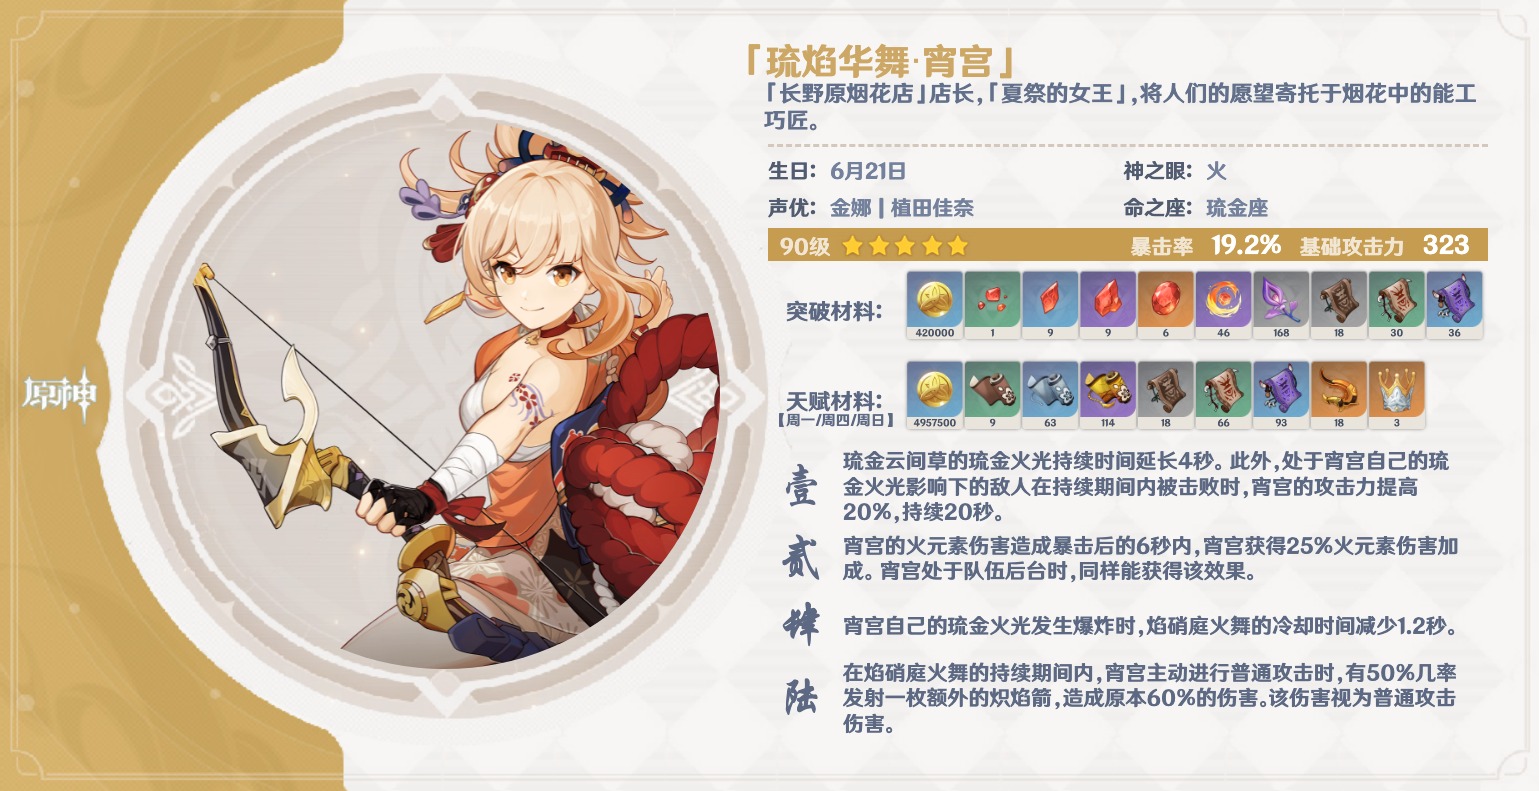 「琉焰华舞·宵宫」
「长野原烟花店」店长,「夏祭的女王」,将人们的愿望寄托于烟花中的能工
巧匠。
生日: 6月21日 神之眼: 火
声优: 金娜 | 植田佳奈 命之座: 琉金座
90级 暴击率 19.2% 基础攻击力 323
突破材料:
420000 1 9 9 6 46 168 18 30 36
天赋材料:
【周一/周四/周日】
4957500 9 63 114 18 66 93 18 3
原神
壹
琉金云间草的琉金火光持续时间延长4秒。此外,处于宵宫自己的琉
金火光影响下的敌人在持续期间内被击败时,宵宫的攻击力提高
20%,持续20秒。
贰
宵宫的火元素伤害造成暴击后的6秒内,宵宫获得25%火元素伤害加
成。宵宫处于队伍后台时,同样能获得该效果。
肆
宵宫自己的琉金火光发生爆炸时,焰硝庭火舞的冷却时间减少1.2秒。
陆
在焰硝庭火舞的持续期间内,宵宫主动进行普通攻击时,有50%几率
发射一枚额外的炽焰箭,造成原本60%的伤害。该伤害视为普通攻击
伤害。